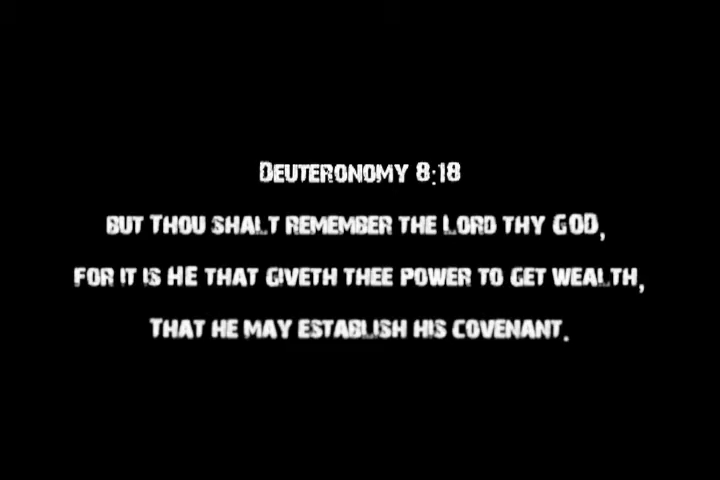 Deuteronomy 8:18
but Thou shalt remember the Lord thy GOD,
for it is HE that giveth thee power to get wealth,
That he may establish his covenant.